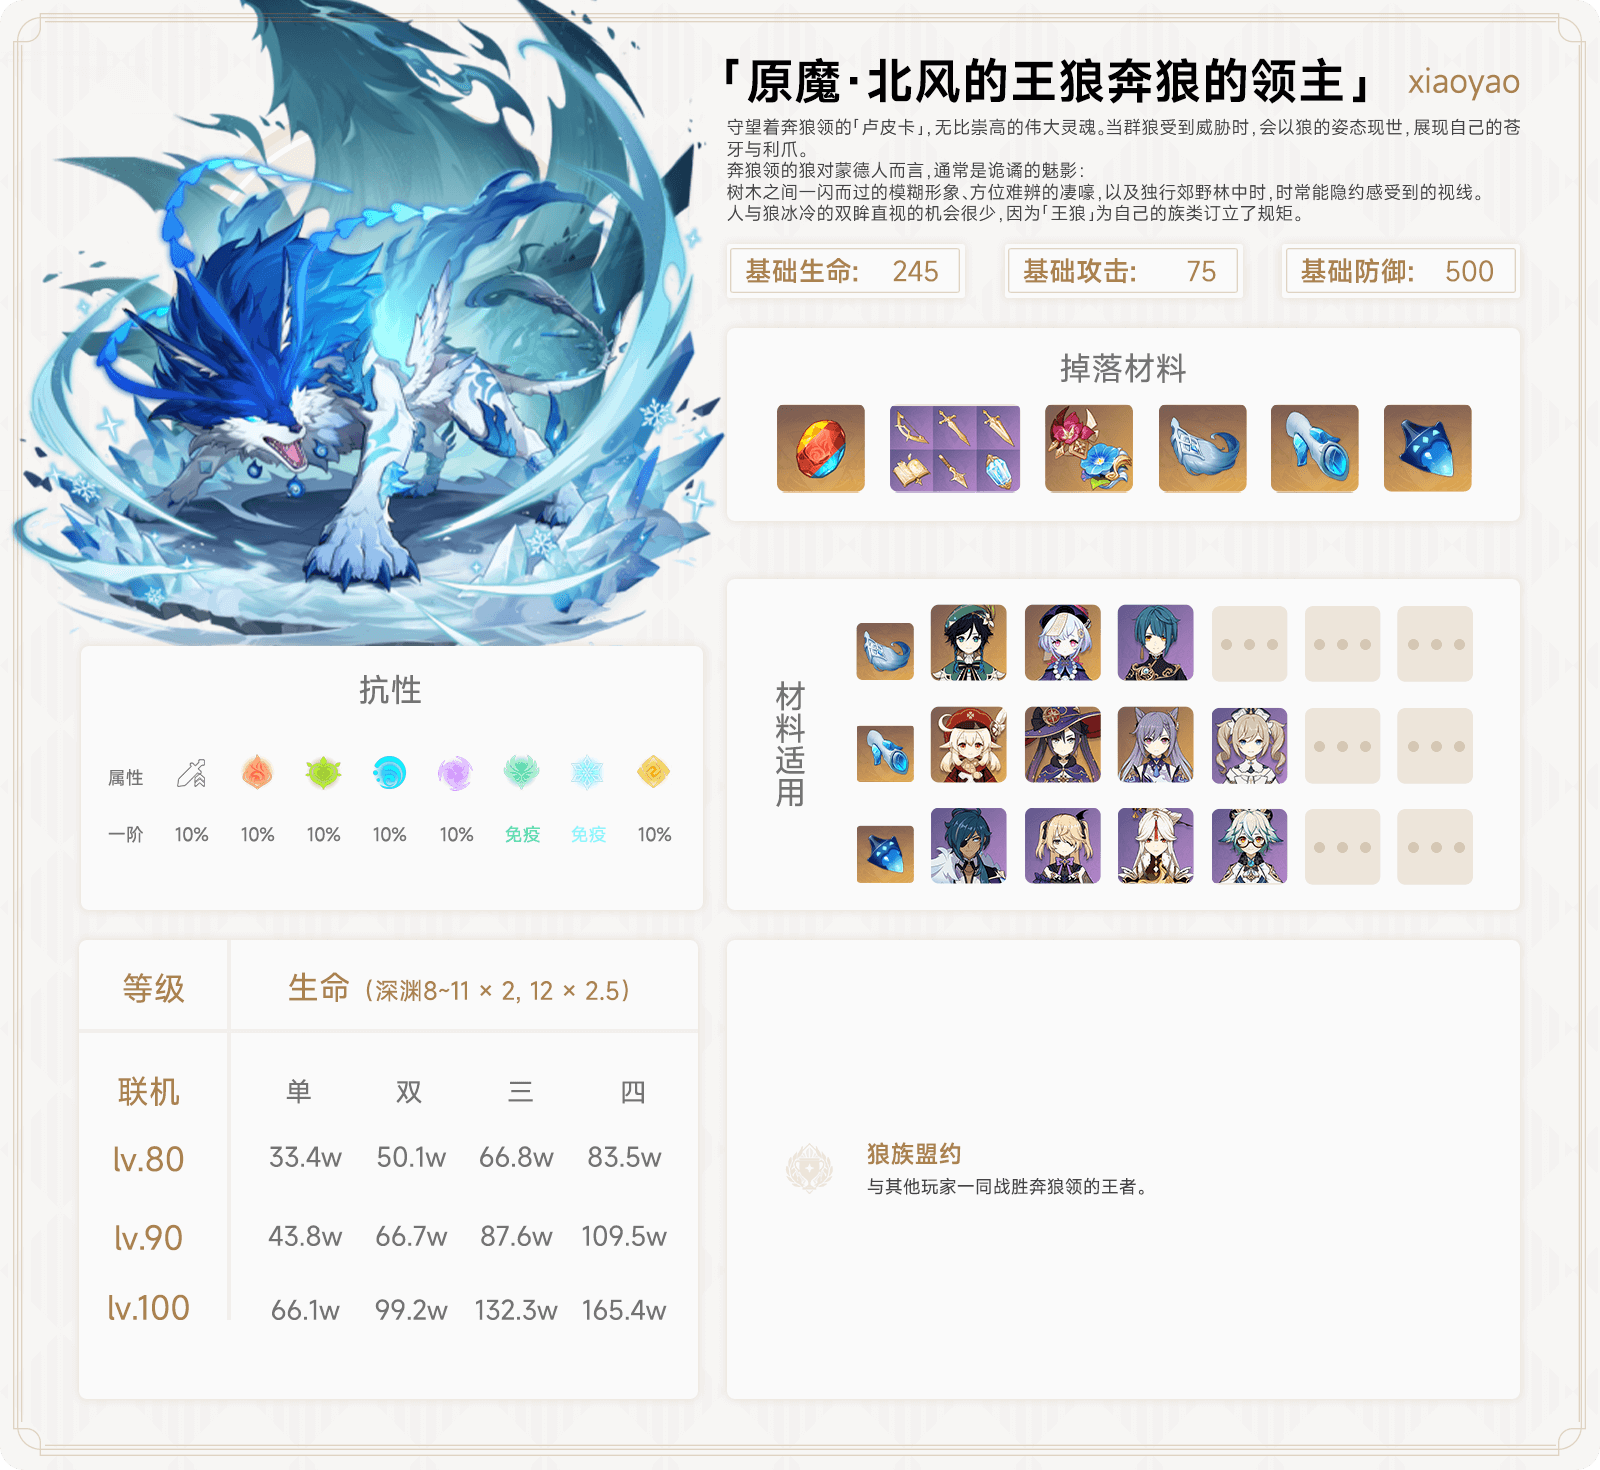 「原魔·北风的王狼奔狼的领主」 xiaoyao
守望着奔狼领的「卢皮卡」，无比崇高的伟大灵魂。当群狼受到威胁时，会以狼的姿态现世，展现自己的苍
牙与利爪。
奔狼领的狼对蒙德人而言，通常是诡谲的魅影：
树木之间一闪而过的模糊形象、方位难辨的凄嚎，以及独行郊野林中时，时常能隐约感受到的视线。
人与狼冰冷的双眸直视的机会很少，因为「王狼」为自己的族类订立了规矩。
基础生命: 245 基础攻击: 75 基础防御: 500
掉落材料
材料适用
抗性
属性
一阶 10% 10% 10% 10% 10% 免疫 免疫 10%
等级 生命（深渊8~11 × 2, 12 × 2.5）
联机 单 双 三 四
lv.80 33.4w 50.1w 66.8w 83.5w
lv.90 43.8w 66.7w 87.6w 109.5w
lv.100 66.1w 99.2w 132.3w 165.4w
狼族盟约
与其他玩家一同战胜奔狼领的王者。